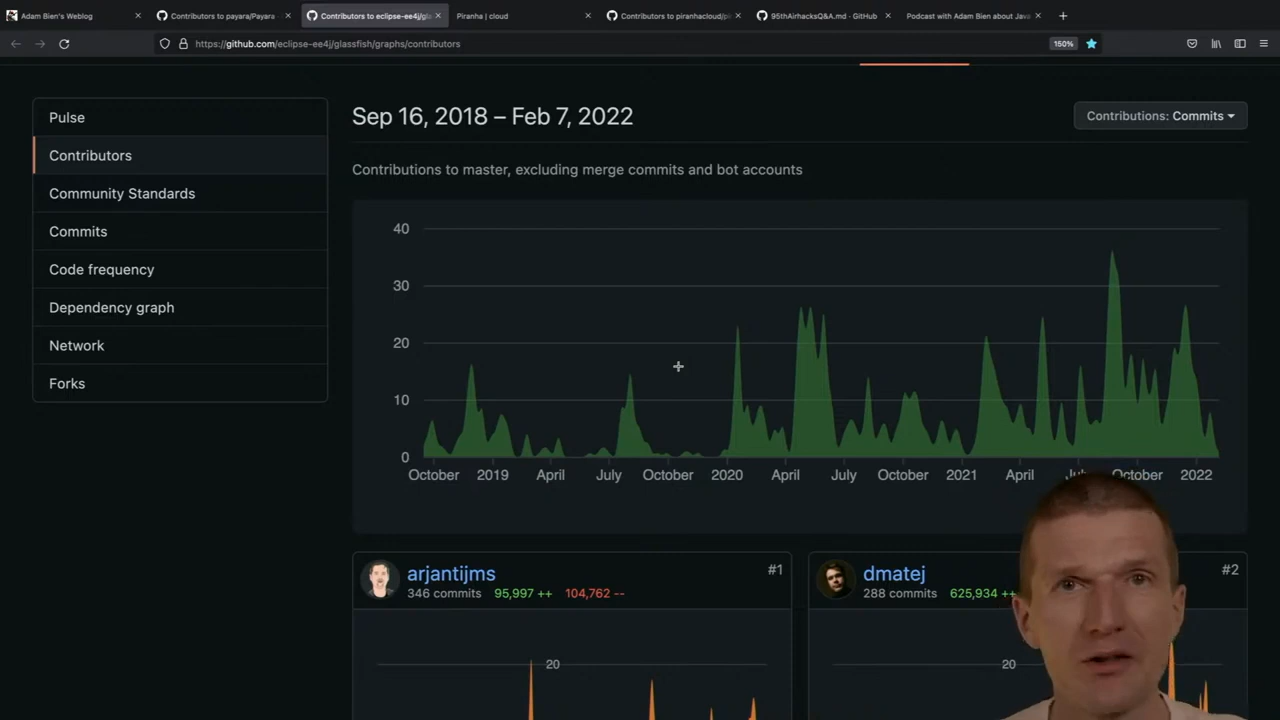 Adam Bien's Weblog
Contributors to payara/Payara
Contributors to eclipse-ee4j/gla
Piranha | cloud
Contributors to piranhacloud/pi
95thAirhacksQ&A.md · GitHub
Podcast with Adam Bien about Java
https://github.com/eclipse-ee4j/glassfish/graphs/contributors
150%
Pulse
Contributors
Community Standards
Commits
Code frequency
Dependency graph
Network
Forks
Sep 16, 2018 – Feb 7, 2022
Contributions: Commits
Contributions to master, excluding merge commits and bot accounts
40
30
20
10
0
October 2019 April July October 2020 April July October 2021 April July October 2022
arjantijms
#1
346 commits 95,997 ++ 104,762 --
20
dmatej
#2
288 commits 625,934 ++
20